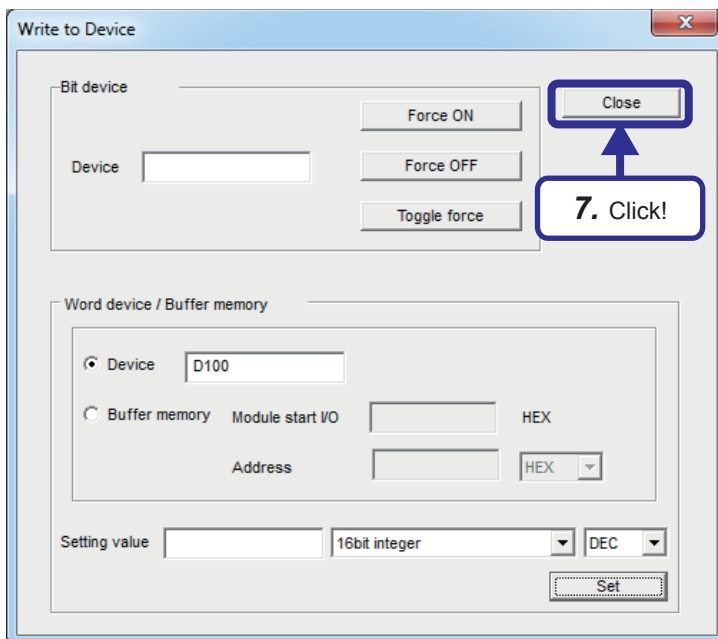 Write to Device
Bit device
Force ON
Close
Device
Force OFF
7. Click!
Toggle force
Word device / Buffer memory
Device D100
Buffer memory Module start I/O HEX
Address HEX
Setting value 16bit integer DEC
Set